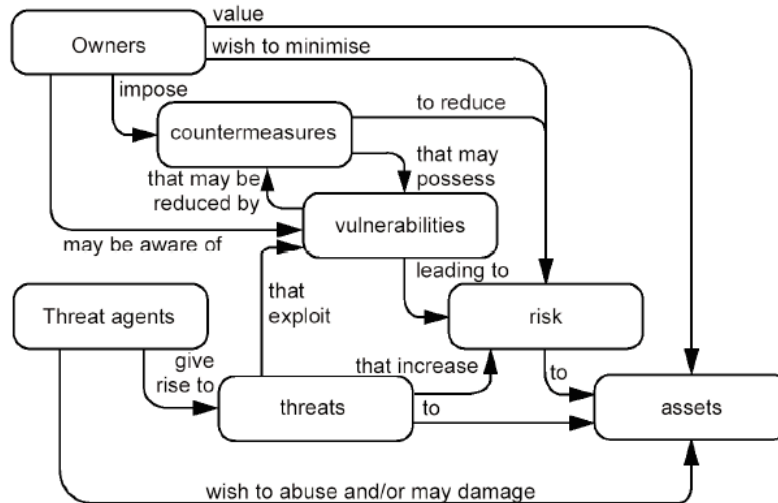 value
Owners
wish to minimise
impose
to reduce
countermeasures
that may
possess
that may be
reduced by
vulnerabilities
may be aware of
leading to
that
exploit
Threat agents
risk
give
rise to
that increase
to
threats
to
assets
wish to abuse and/or may damage